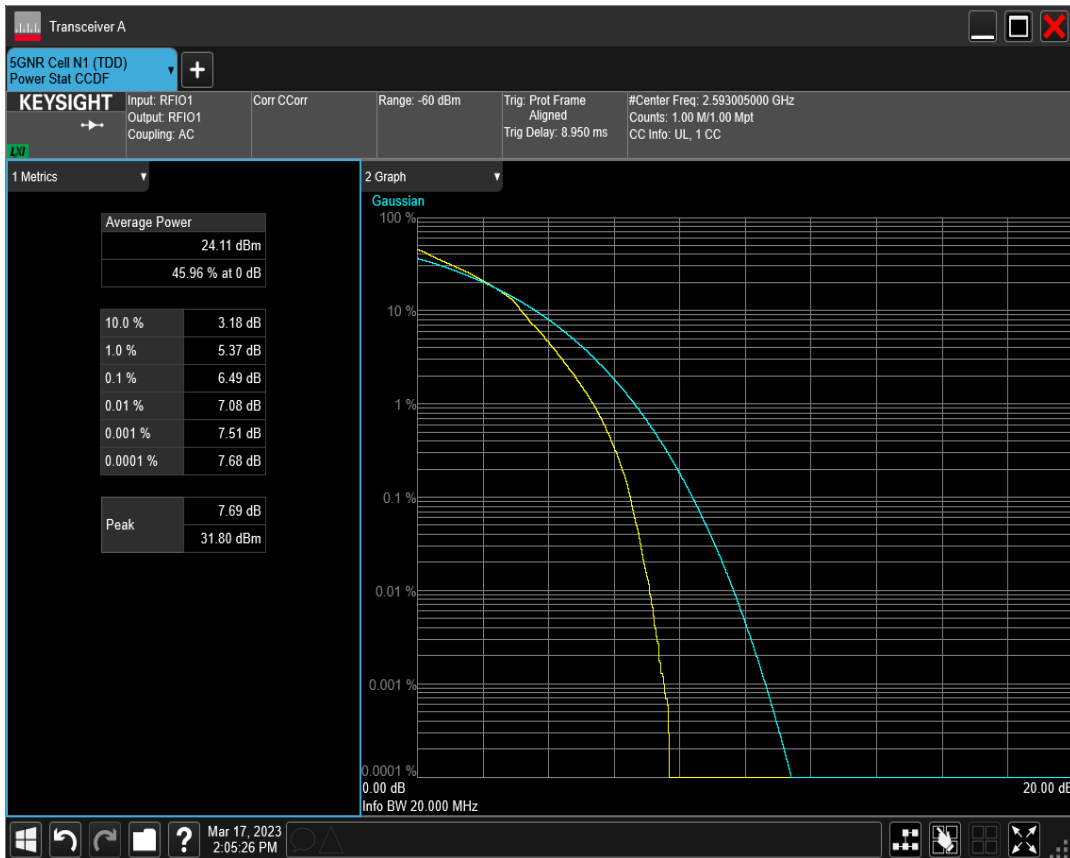 Transceiver A
5GNR Cell N1 (TDD)
Power Stat CCDF
+
KEYSIGHT
LXI
Input: RFIO1
Output: RFIO1
Coupling: AC
Corr CCorr
Range: -60 dBm
Trig: Prot Frame
Aligned
Trig Delay: 8.950 ms
#Center Freq: 2.593005000 GHz
Counts: 1.00 M/1.00 Mpt
CC Info: UL, 1 CC
1 Metrics
Average Power
24.11 dBm
45.96 % at 0 dB
10.0 % 3.18 dB
1.0 % 5.37 dB
0.1 % 6.49 dB
0.01 % 7.08 dB
0.001 % 7.51 dB
0.0001 % 7.68 dB
Peak 7.69 dB
31.80 dBm
2 Graph
Gaussian
100 %
10 %
1 %
0.1 %
0.01 %
0.001 %
0.0001 %
0.00 dB 20.00 dB
Info BW 20.000 MHz
?
Mar 17, 2023
2:05:26 PM